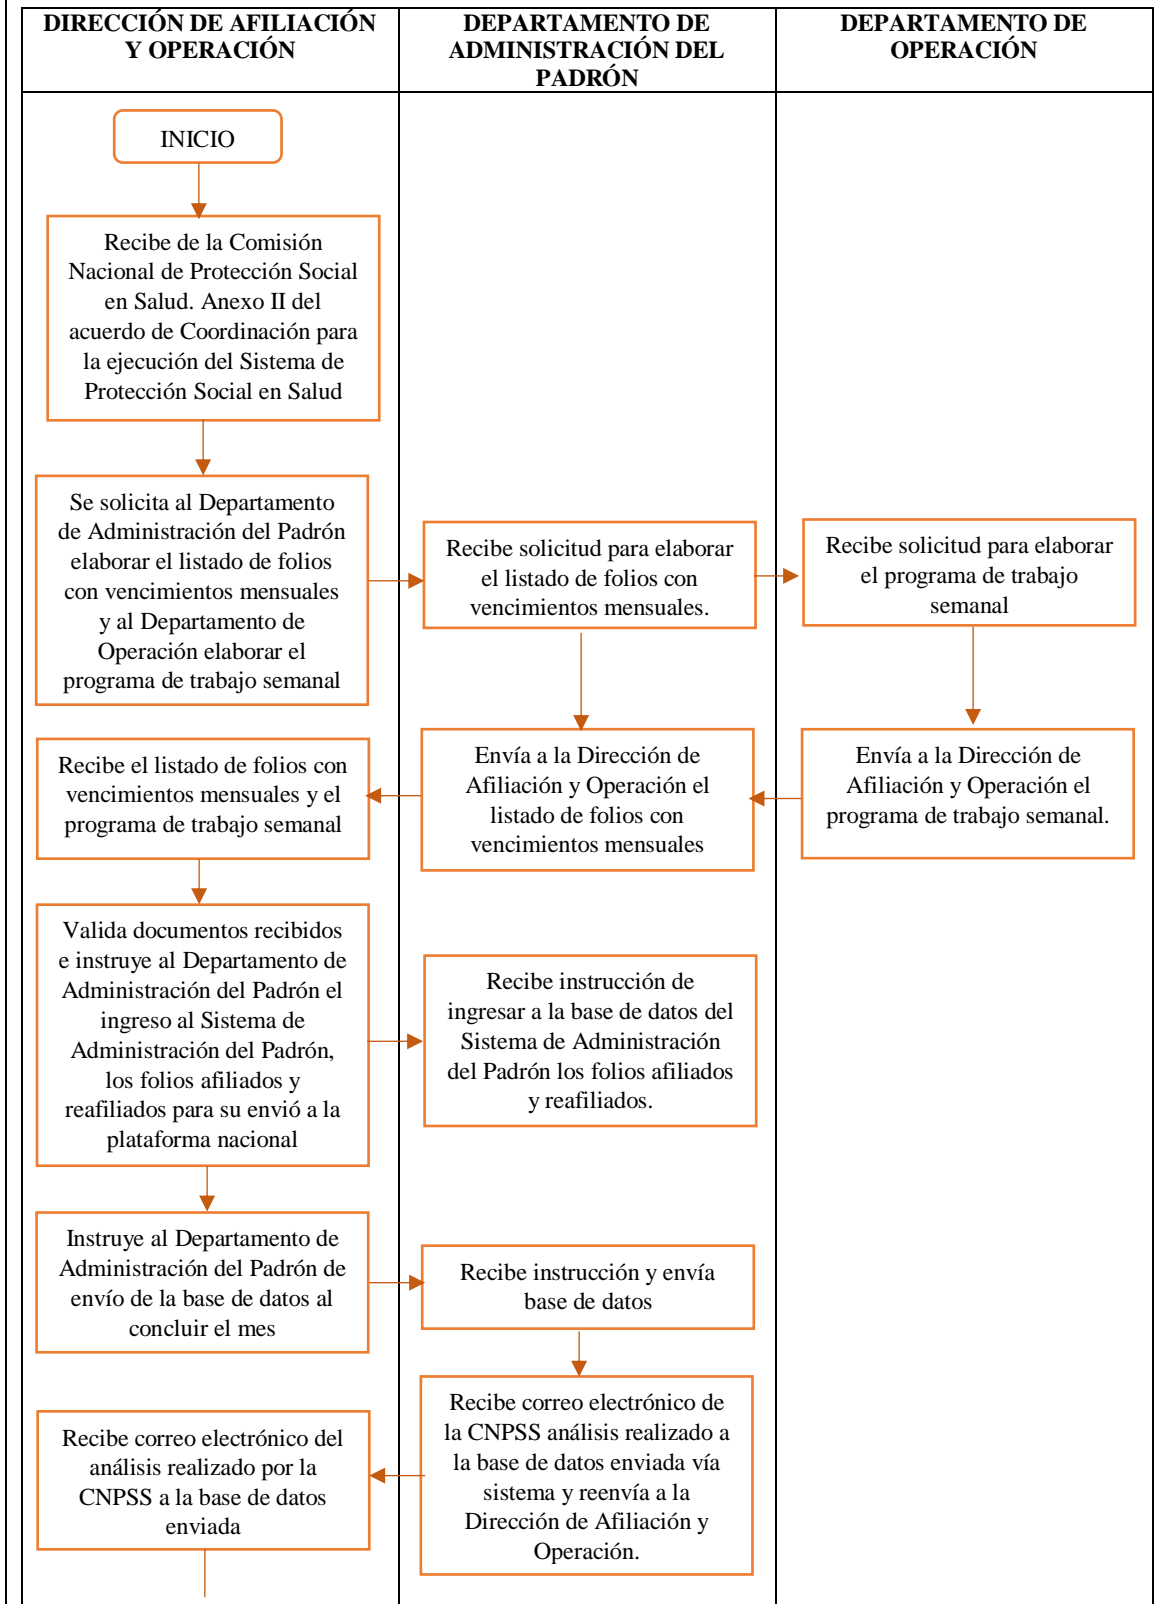 DIRECCIÓN DE AFILIACIÓN
Y OPERACIÓN
DEPARTAMENTO DE
ADMINISTRACIÓN DEL
PADRÓN
DEPARTAMENTO DE
OPERACIÓN
INICIO
Recibe de la Comisión
Nacional de Protección Social
en Salud. Anexo II del
acuerdo de Coordinación para
la ejecución del Sistema de
Protección Social en Salud
Se solicita al Departamento
de Administración del Padrón
elaborar el listado de folios
con vencimientos mensuales
y al Departamento de
Operación elaborar el
programa de trabajo semanal
Recibe solicitud para elaborar
el listado de folios con
vencimientos mensuales.
Recibe solicitud para elaborar
el programa de trabajo
semanal
Recibe el listado de folios con
vencimientos mensuales y el
programa de trabajo semanal
Envía a la Dirección de
Afiliación y Operación el
listado de folios con
vencimientos mensuales
Envía a la Dirección de
Afiliación y Operación el
programa de trabajo semanal.
Valida documentos recibidos
e instruye al Departamento de
Administración del Padrón el
ingreso al Sistema de
Administración del Padrón,
los folios afiliados y
reafiliados para su envió a la
plataforma nacional
Recibe instrucción de
ingresar a la base de datos del
Sistema de Administración
del Padrón los folios afiliados
y reafiliados.
Instruye al Departamento de
Administración del Padrón de
envío de la base de datos al
concluir el mes
Recibe instrucción y envía
base de datos
Recibe correo electrónico del
análisis realizado por la
CNPSS a la base de datos
enviada
Recibe correo electrónico de
la CNPSS análisis realizado a
la base de datos enviada vía
sistema y reenvía a la
Dirección de Afiliación y
Operación.